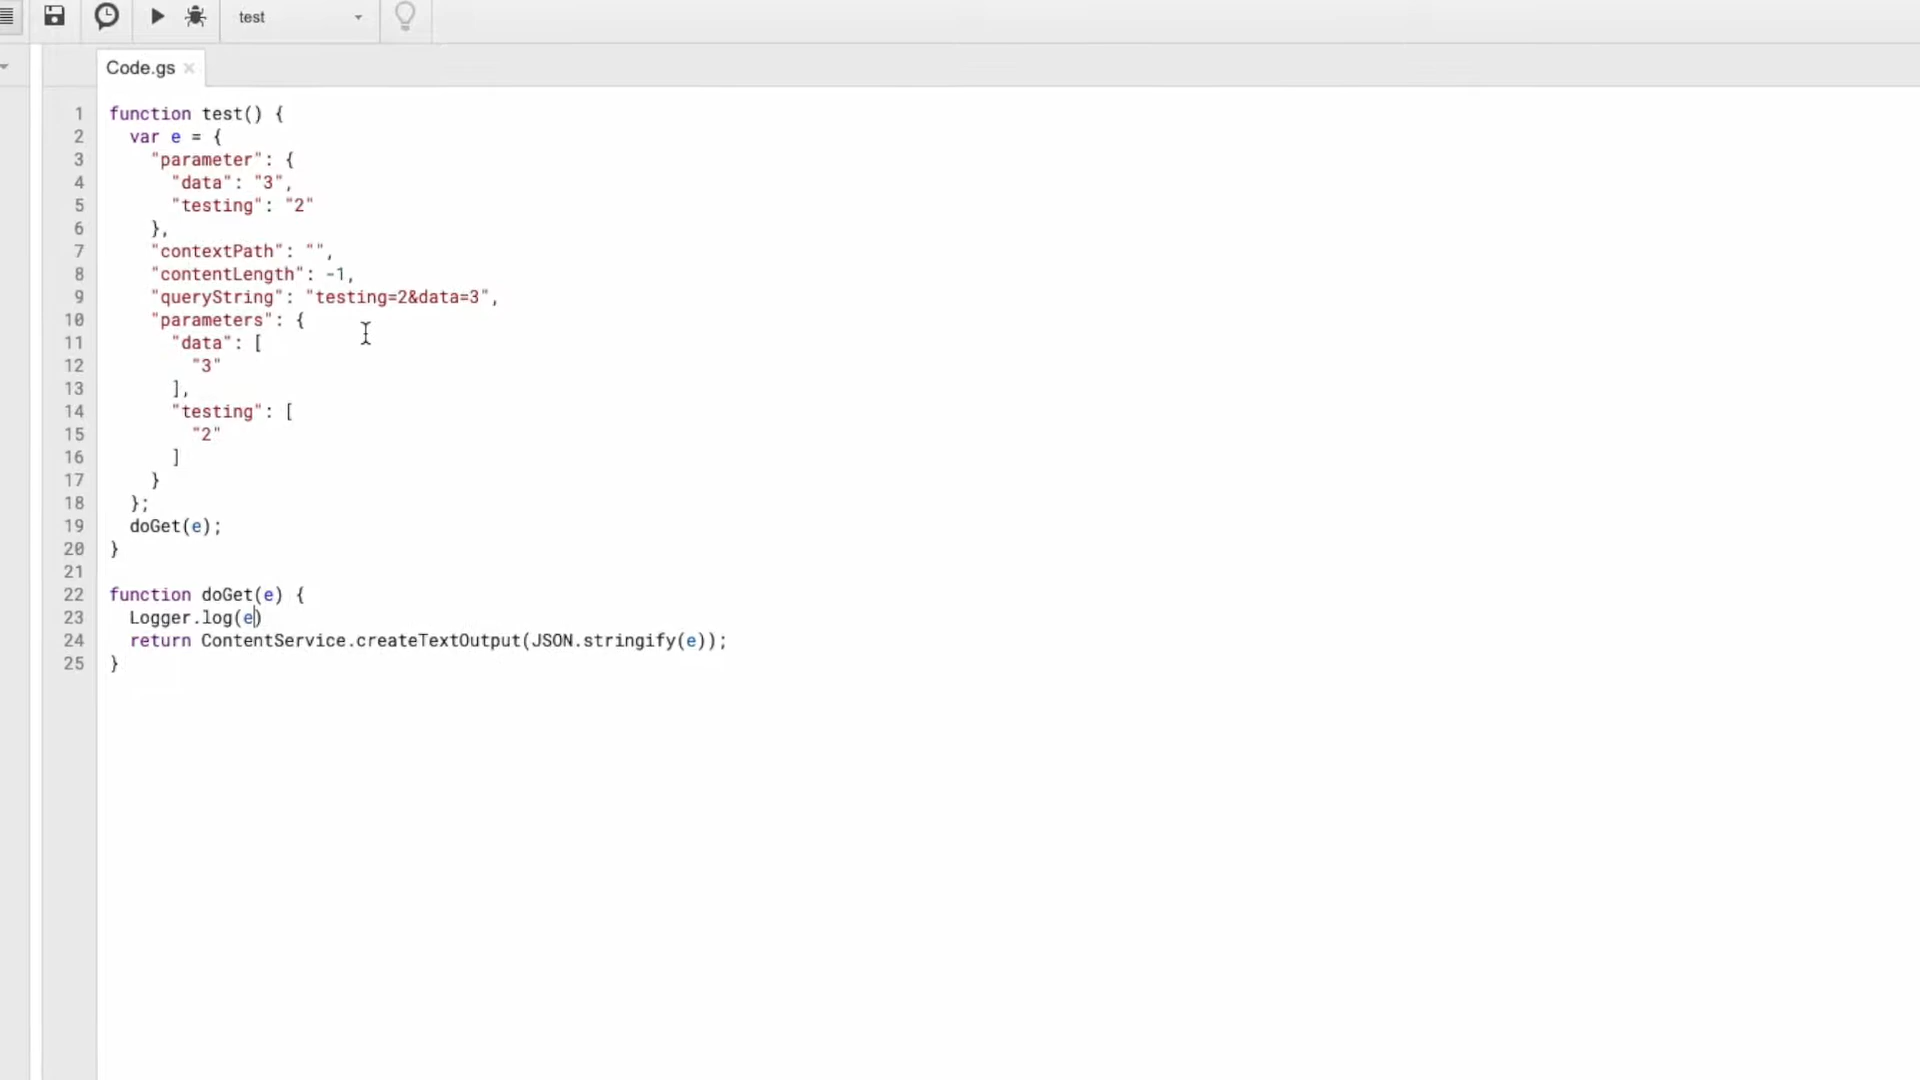 test
Code.gs ×
1 function test() {
2   var e = {
3     "parameter": {
4       "data": "3",
5       "testing": "2"
6     },
7     "contextPath": "",
8     "contentLength": -1,
9     "queryString": "testing=2&data=3",
10     "parameters": {
11       "data": [
12         "3"
13       ],
14       "testing": [
15         "2"
16       ]
17     }
18   };
19   doGet(e);
20 }
21
22 function doGet(e) {
23   Logger.log(e)
24   return ContentService.createTextOutput(JSON.stringify(e));
25 }